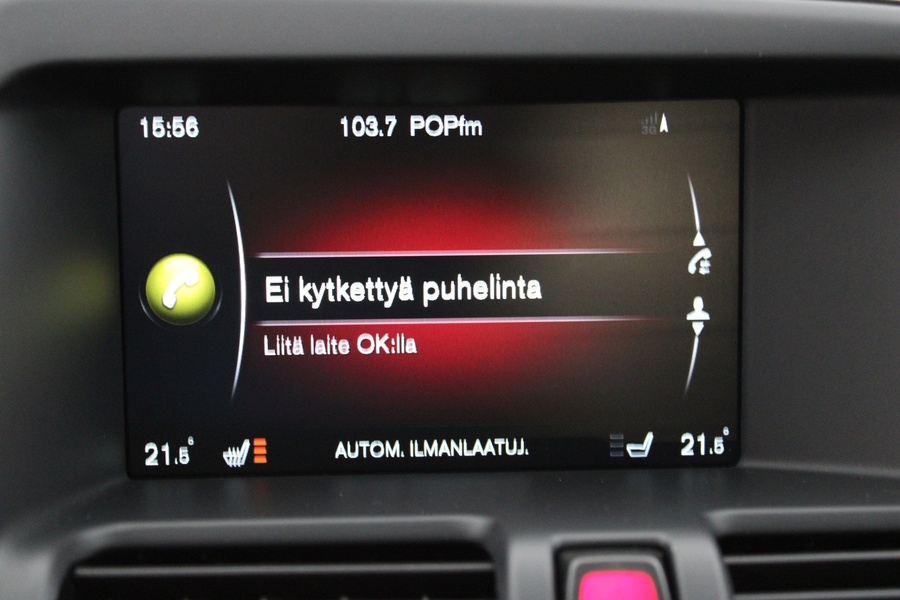 15:56 103.7 POPfm 3G
Ei kytkettyä puhelinta
Liitä laite OK:lla
21.5° AUTOM. ILMANLAATUJ. 21.5°